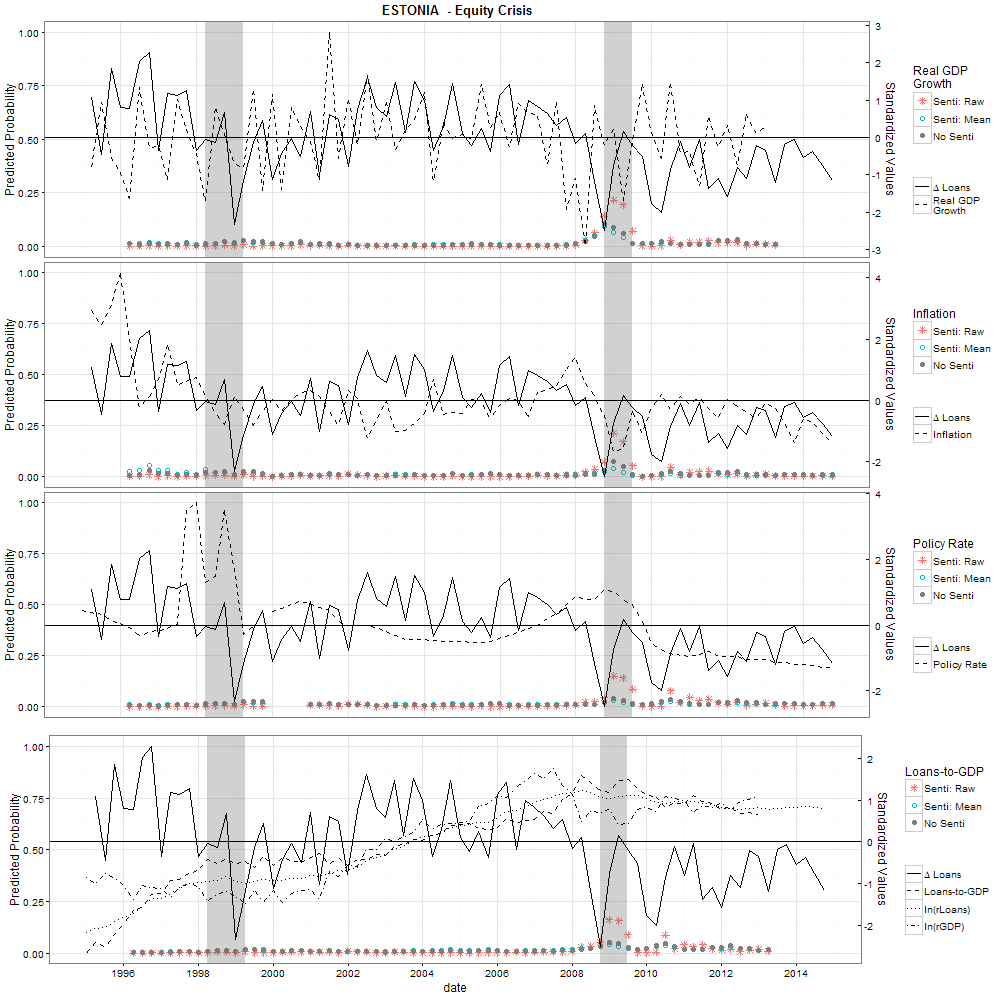 ESTONIA - Equity Crisis
Predicted Probability
1.00
0.75
0.50
0.25
0.00
3
2
1
0
-1
-2
-3
Standardized Values
Real GDP
Growth
Senti: Raw
Senti: Mean
No Senti
Δ Loans
Real GDP
Growth
Predicted Probability
1.00
0.75
0.50
0.25
0.00
4
2
0
-2
Standardized Values
Inflation
Senti: Raw
Senti: Mean
No Senti
Δ Loans
Inflation
Predicted Probability
1.00
0.75
0.50
0.25
0.00
4
2
0
-2
Standardized Values
Policy Rate
Senti: Raw
Senti: Mean
No Senti
Δ Loans
Policy Rate
Predicted Probability
1.00
0.75
0.50
0.25
0.00
2
1
0
-1
-2
Standardized Values
Loans-to-GDP
Senti: Raw
Senti: Mean
No Senti
Δ Loans
Loans-to-GDP
ln(rLoans)
ln(rGDP)
1996 1998 2000 2002 2004 2006 2008 2010 2012 2014
date